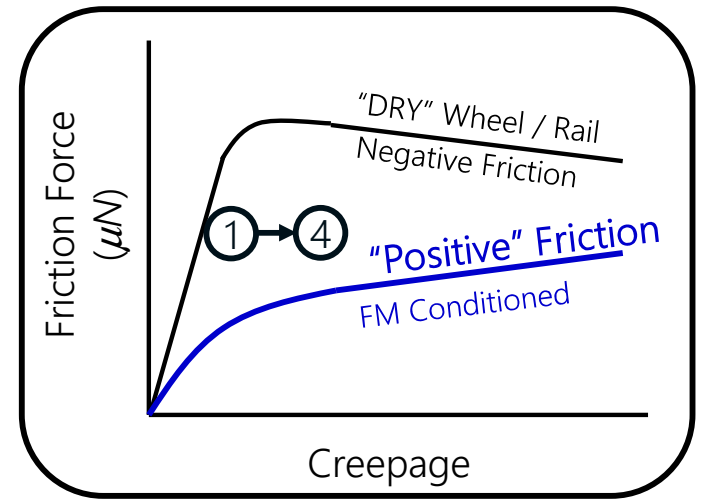 Friction Force
(μN)
“DRY” Wheel / Rail
Negative Friction
1
4
“Positive” Friction
FM Conditioned
Creepage